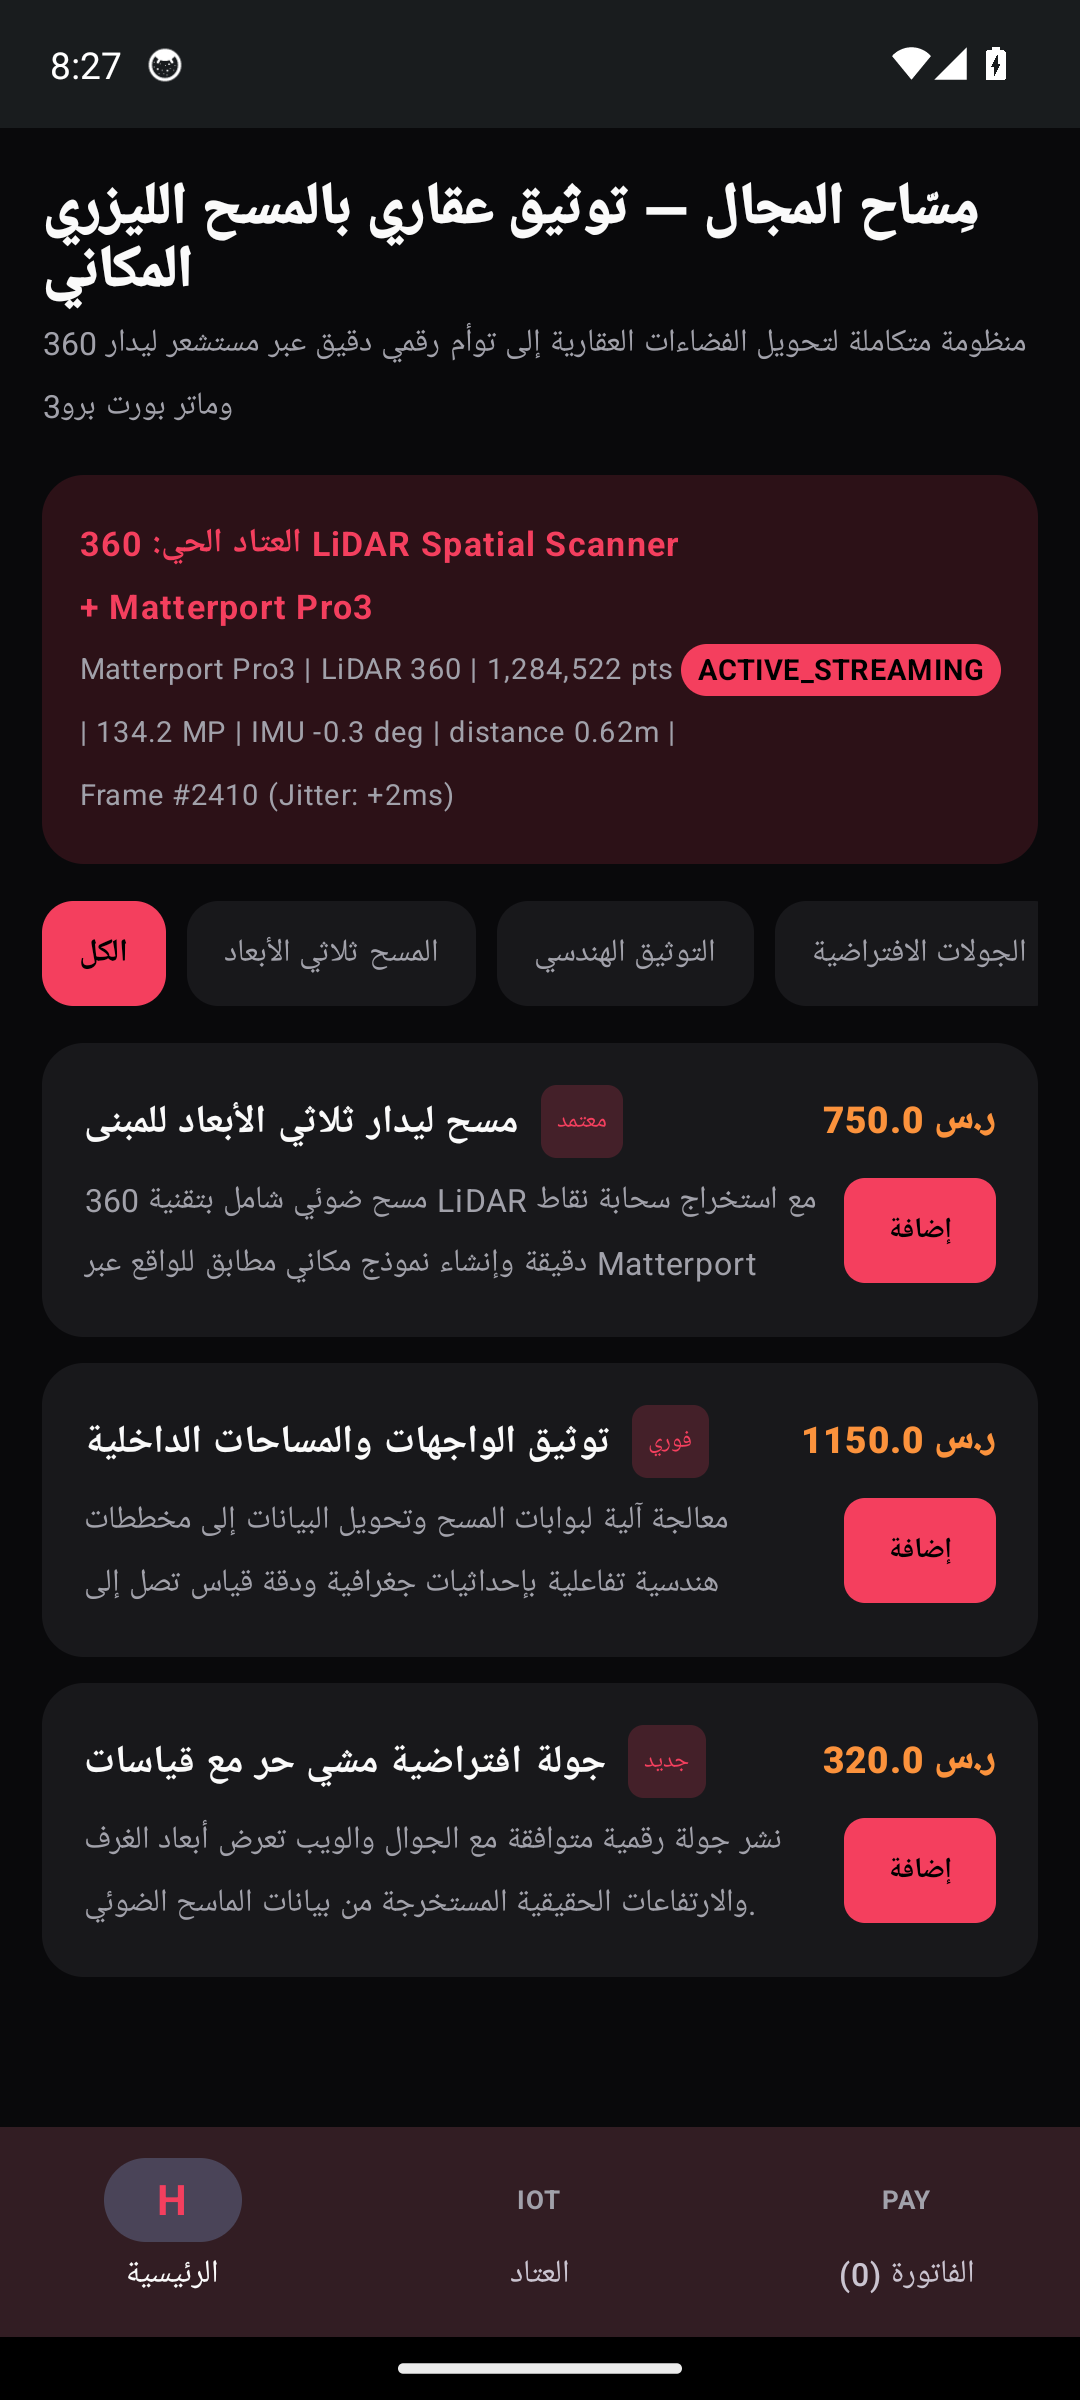 8:27
مِسّاح المجال — توثيق عقاري بالمسح الليزري
المكاني
منظومة متكاملة لتحويل الفضاءات العقارية إلى توأم رقمي دقيق عبر مستشعر ليدار 360
وماتر بورت برو3
العتاد الحي: 360 LiDAR Spatial Scanner
+ Matterport Pro3
Matterport Pro3 | LiDAR 360 | 1,284,522 pts
| 134.2 MP | IMU -0.3 deg | distance 0.62m |
Frame #2410 (Jitter: +2ms)
ACTIVE_STREAMING
الكل
المسح ثلاثي الأبعاد
التوثيق الهندسي
الجولات الافتراضية
مسح ليدار ثلاثي الأبعاد للمبنى
معتمد
750.0 ر.س
مسح ضوئي شامل بتقنية 360 LiDAR مع استخراج سحابة نقاط
دقيقة وإنشاء نموذج مكاني مطابق للواقع عبر Matterport
إضافة
توثيق الواجهات والمساحات الداخلية
فوري
1150.0 ر.س
معالجة آلية لبوابات المسح وتحويل البيانات إلى مخططات
هندسية تفاعلية بإحداثيات جغرافية ودقة قياس تصل إلى
إضافة
جولة افتراضية مشي حر مع قياسات
جديد
320.0 ر.س
نشر جولة رقمية متوافقة مع الجوال والويب تعرض أبعاد الغرف
والارتفاعات الحقيقية المستخرجة من بيانات الماسح الضوئي.
إضافة
H
الرئيسية
IOT
العتاد
PAY
الفاتورة (0)